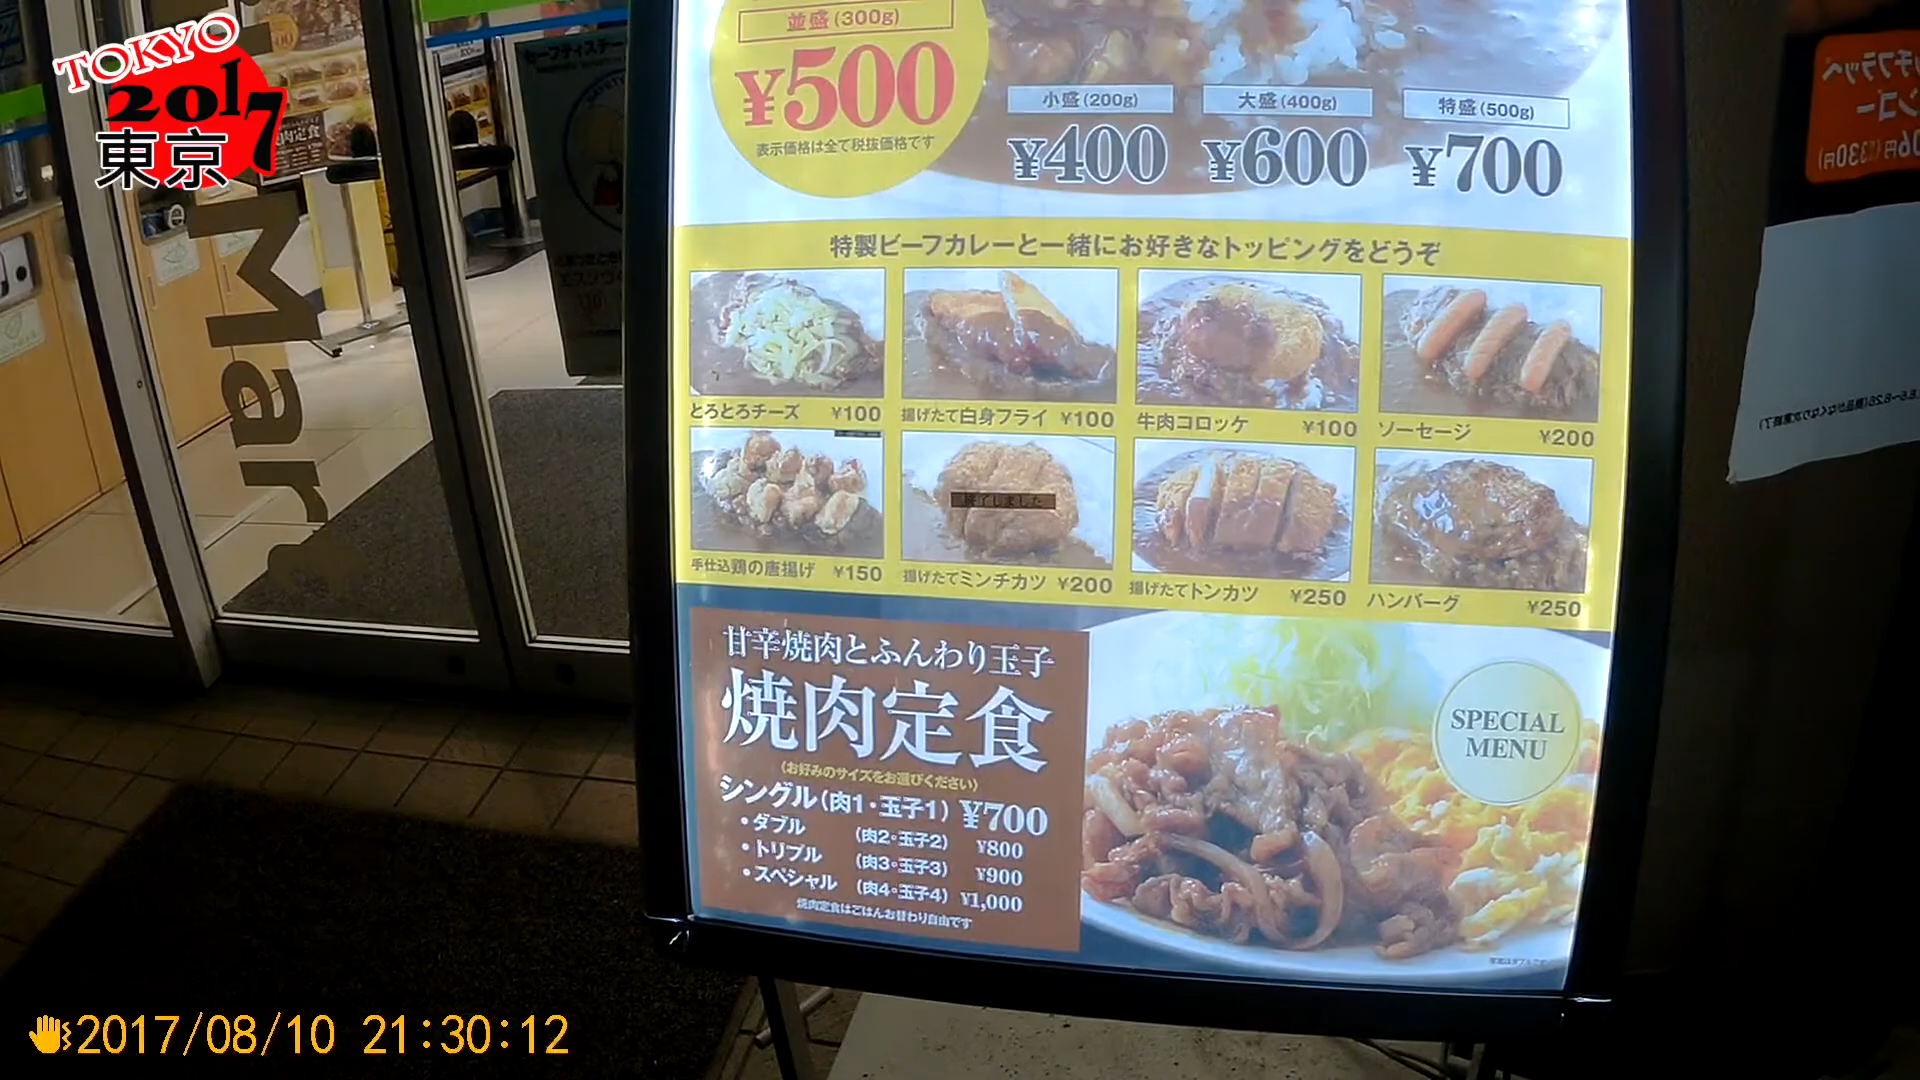 TOKYO
2017
東京
Mar
並盛(300g)
¥500
表示価格は全て税抜価格です
小盛(200g)
¥400
大盛(400g)
¥600
特盛(500g)
¥700
特製ビーフカレーと一緒にお好きなトッピングをどうぞ
とろとろチーズ ¥100
揚げたて白身フライ ¥100
牛肉コロッケ ¥100
ソーセージ ¥200
終了しました
手仕込鶏の唐揚げ ¥150
揚げたてミンチカツ ¥200
揚げたてトンカツ ¥250
ハンバーグ ¥250
甘辛焼肉とふんわり玉子
焼肉定食
(お好みのサイズをお選びください)
シングル(肉1・玉子1) ¥700
・ダブル (肉2・玉子2) ¥800
・トリプル (肉3・玉子3) ¥900
・スペシャル (肉4・玉子4) ¥1,000
焼肉定食はごはんお替わり自由です
SPECIAL
MENU
2017/08/10 21:30:12